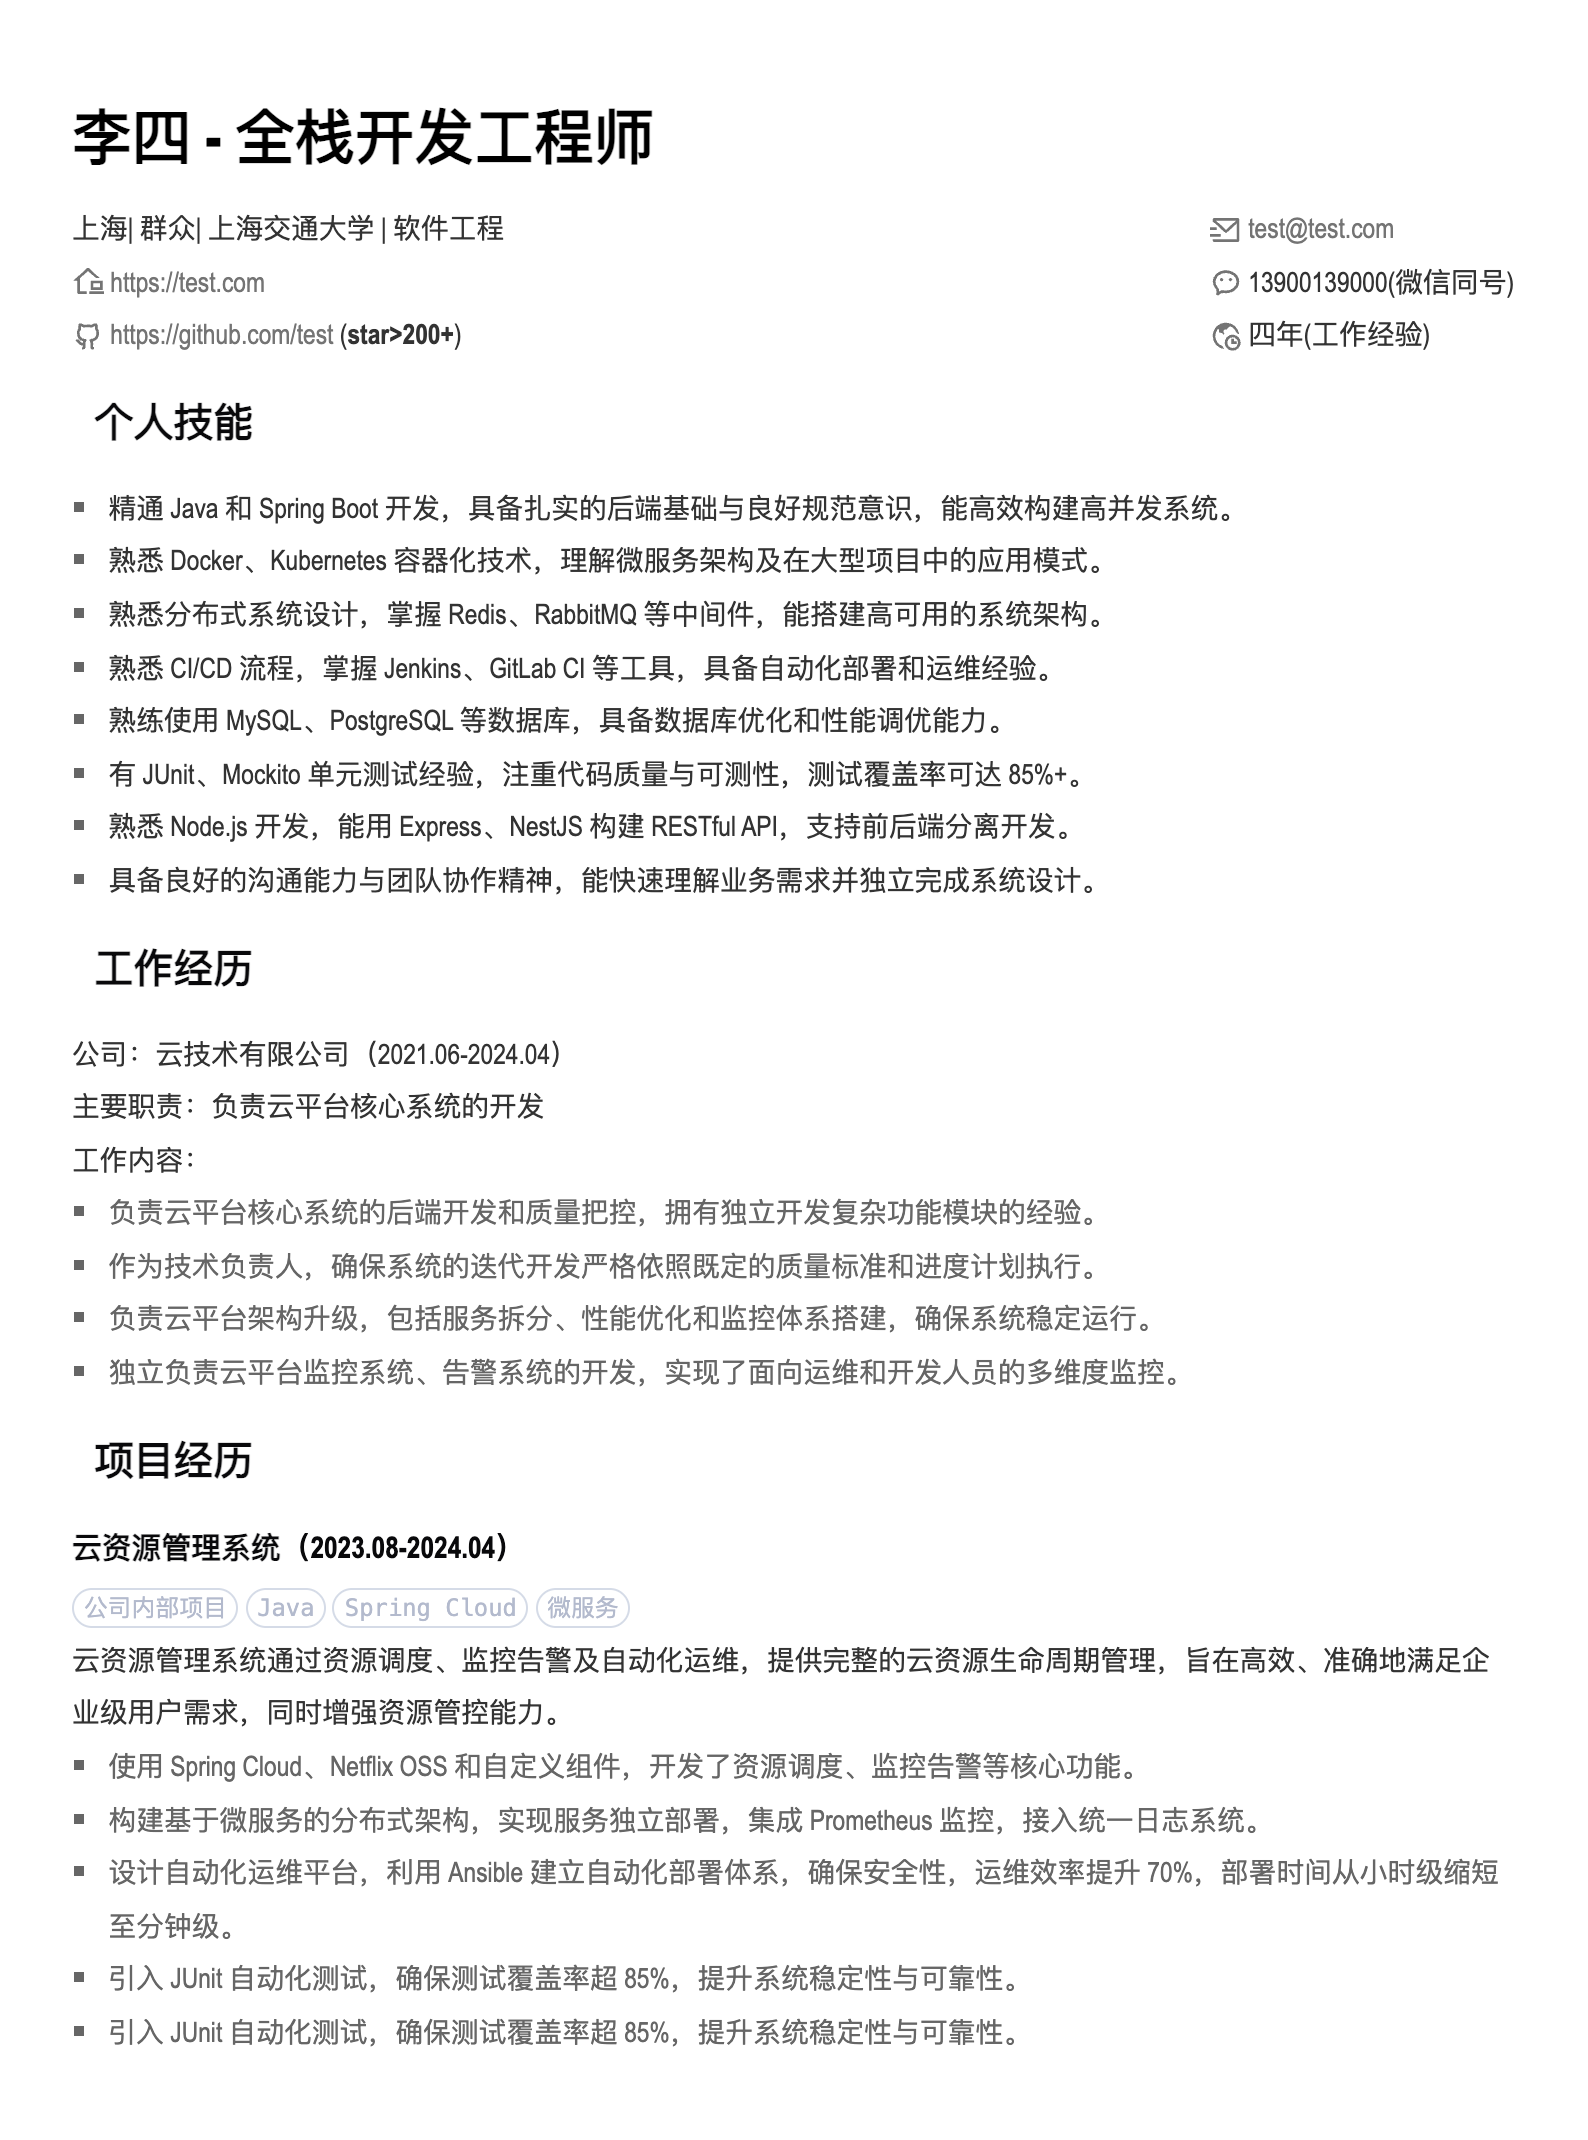 李四 - 全栈开发工程师
上海| 群众| 上海交通大学 | 软件工程
test@test.com
https://test.com
13900139000(微信同号)
https://github.com/test (star>200+)
四年(工作经验)
个人技能
精通 Java 和 Spring Boot 开发，具备扎实的后端基础与良好规范意识，能高效构建高并发系统。
熟悉 Docker、Kubernetes 容器化技术，理解微服务架构及在大型项目中的应用模式。
熟悉分布式系统设计，掌握 Redis、RabbitMQ 等中间件，能搭建高可用的系统架构。
熟悉 CI/CD 流程，掌握 Jenkins、GitLab CI 等工具，具备自动化部署和运维经验。
熟练使用 MySQL、PostgreSQL 等数据库，具备数据库优化和性能调优能力。
有 JUnit、Mockito 单元测试经验，注重代码质量与可测性，测试覆盖率可达 85%+。
熟悉 Node.js 开发，能用 Express、NestJS 构建 RESTful API，支持前后端分离开发。
具备良好的沟通能力与团队协作精神，能快速理解业务需求并独立完成系统设计。
工作经历
公司：云技术有限公司（2021.06-2024.04）
主要职责：负责云平台核心系统的开发
工作内容：
负责云平台核心系统的后端开发和质量把控，拥有独立开发复杂功能模块的经验。
作为技术负责人，确保系统的迭代开发严格依照既定的质量标准和进度计划执行。
负责云平台架构升级，包括服务拆分、性能优化和监控体系搭建，确保系统稳定运行。
独立负责云平台监控系统、告警系统的开发，实现了面向运维和开发人员的多维度监控。
项目经历
云资源管理系统（2023.08-2024.04）
公司内部项目 Java Spring Cloud 微服务
云资源管理系统通过资源调度、监控告警及自动化运维，提供完整的云资源生命周期管理，旨在高效、准确地满足企
业级用户需求，同时增强资源管控能力。
使用 Spring Cloud、Netflix OSS 和自定义组件，开发了资源调度、监控告警等核心功能。
构建基于微服务的分布式架构，实现服务独立部署，集成 Prometheus 监控，接入统一日志系统。
设计自动化运维平台，利用 Ansible 建立自动化部署体系，确保安全性，运维效率提升 70%，部署时间从小时级缩短
至分钟级。
引入 JUnit 自动化测试，确保测试覆盖率超 85%，提升系统稳定性与可靠性。
引入 JUnit 自动化测试，确保测试覆盖率超 85%，提升系统稳定性与可靠性。